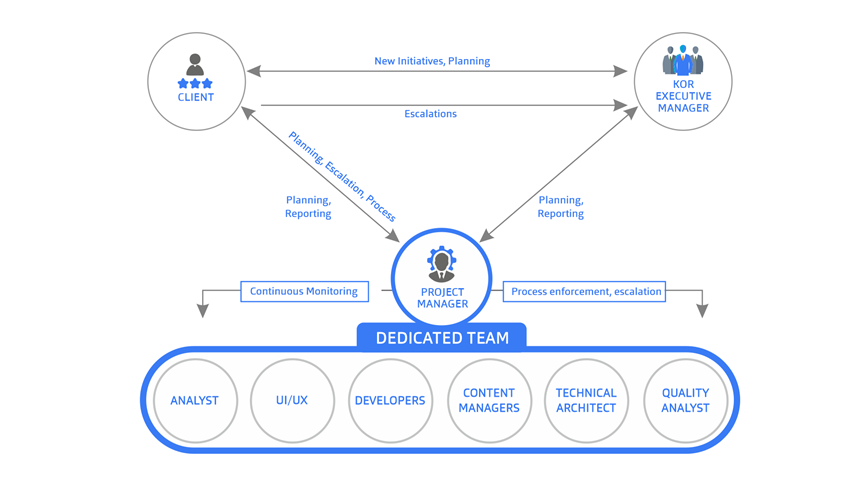 New Initiatives, Planning
CLIENT
KOR
EXECUTIVE
MANAGER
Escalations
Planning, Escalation, Process
Planning,
Reporting
Planning,
Reporting
PROJECT
MANAGER
Continuous Monitoring
Process enforcement, escalation
DEDICATED TEAM
ANALYST
UI/UX
DEVELOPERS
CONTENT
MANAGERS
TECHNICAL
ARCHITECT
QUALITY
ANALYST